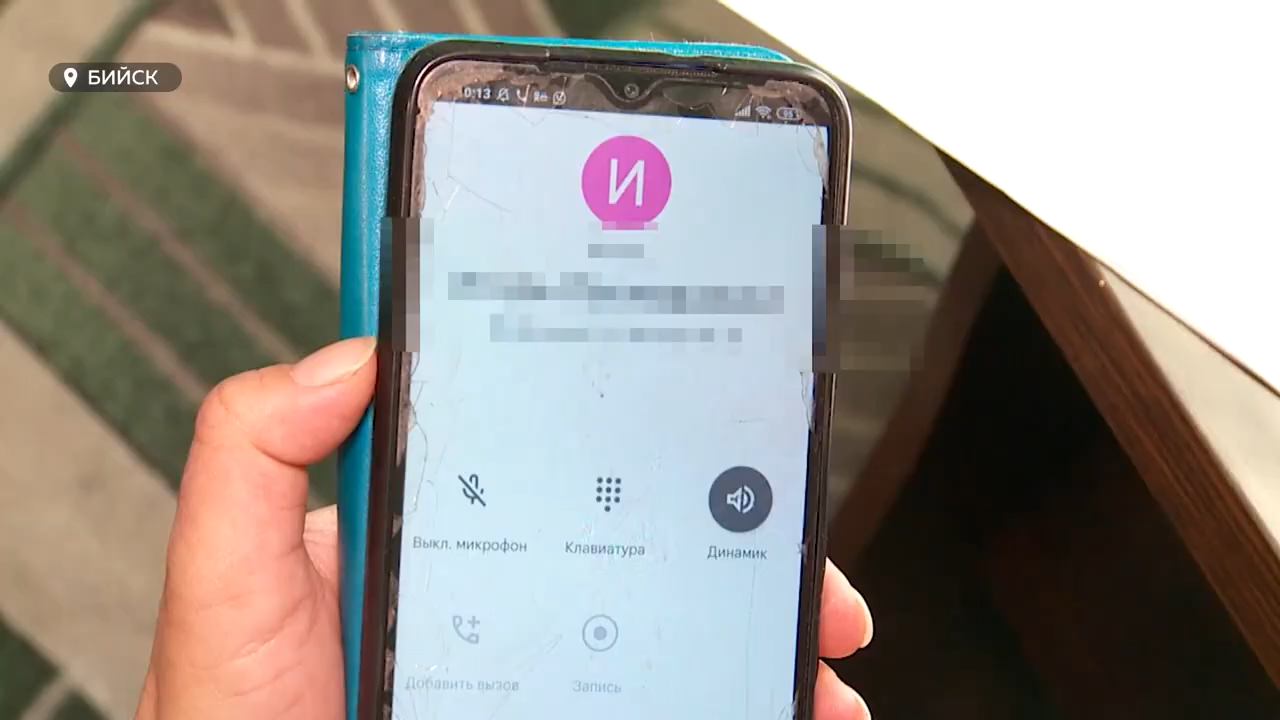 БИЙСК
0:13
И
Выкл. микрофон
Клавиатура
Динамик
Добавить вызов
Запись